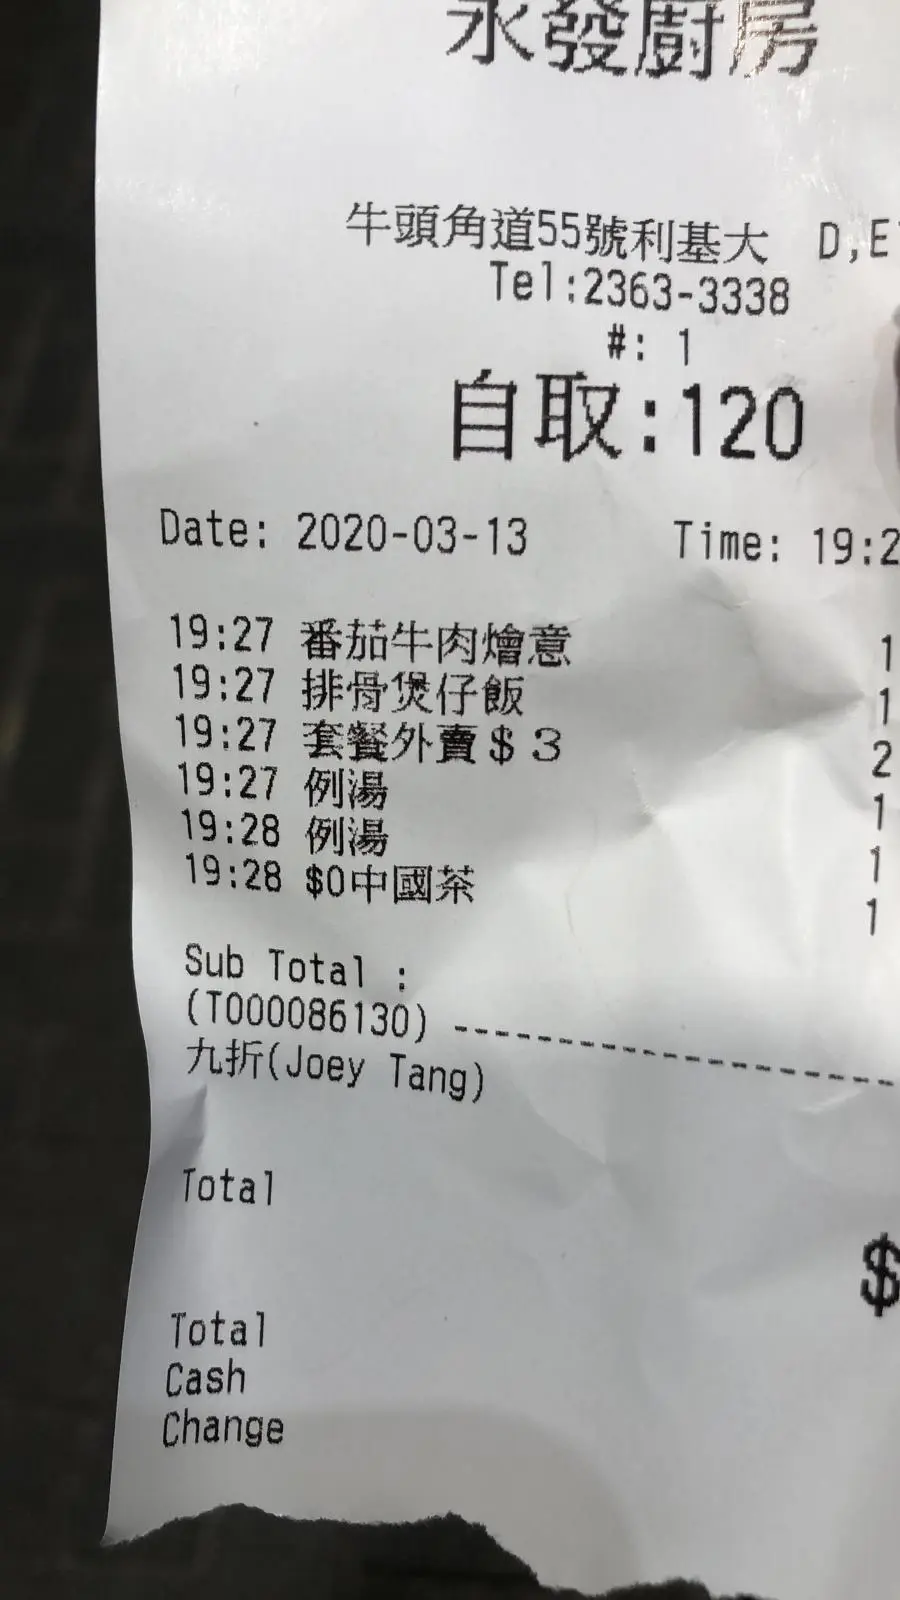 永發廚房
牛頭角道55號利基大 D,E
Tel:2363-3338
#: 1
自取:120
Date: 2020-03-13 Time: 19:2
19:27 番茄牛肉燴意 1
19:27 排骨煲仔飯 1
19:27 套餐外賣＄３ 2
19:27 例湯 1
19:28 例湯 1
19:28 $0中國茶 1
Sub Total :
(T000086130) --------------------
九折(Joey Tang)
Total
$
Total
Cash
Change